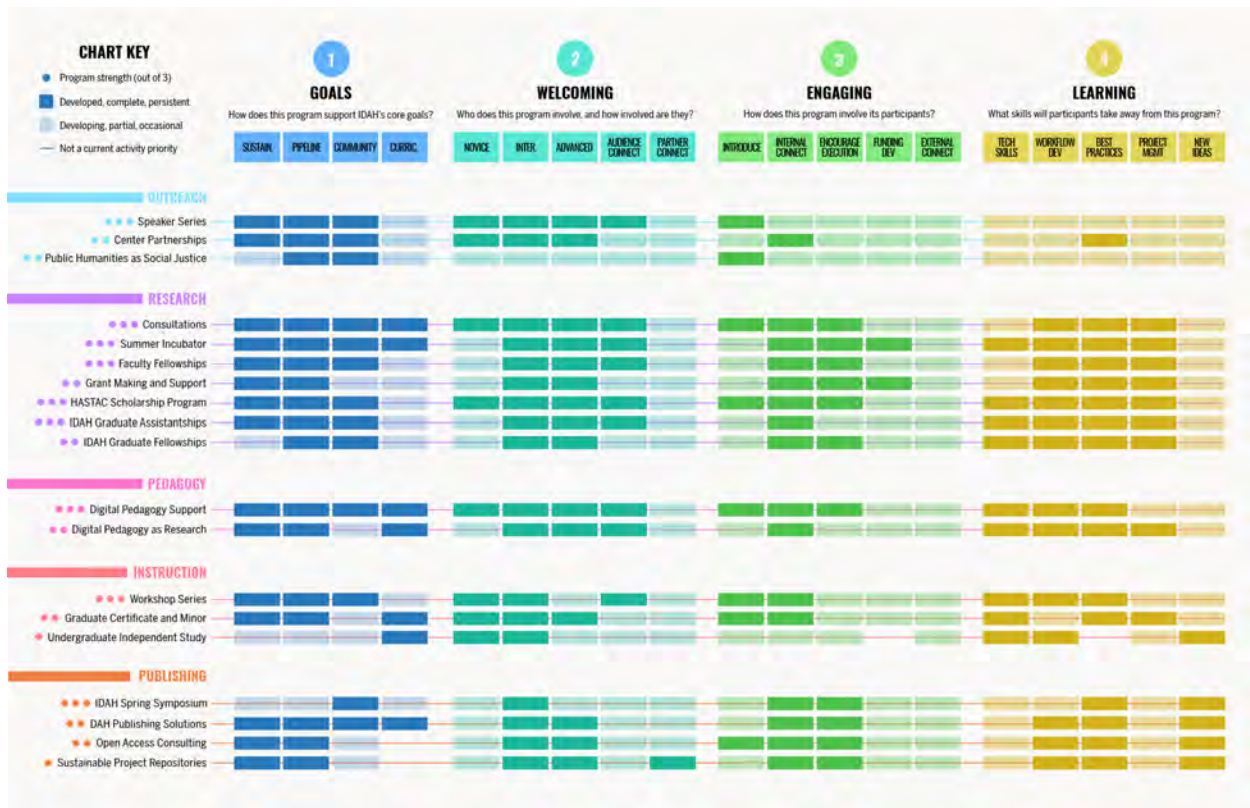 CHART KEY
Program strength (out of 3)
Developed, complete, persistent
Developing, partial, occasional
Not a current activity priority
1
GOALS
How does this program support IDAH's core goals?
SUSTAIN. PIPELINE COMMUNITY CURRIC.
2
WELCOMING
Who does this program involve, and how involved are they?
NOVICE INTER. ADVANCED AUDIENCE CONNECT PARTNER CONNECT
3
ENGAGING
How does this program involve its participants?
INTRODUCE INTERNAL CONNECT ENCOURAGE EXECUTION FUNDING DEV EXTERNAL CONNECT
4
LEARNING
What skills will participants take away from this program?
TECH SKILLS WORKFLOW DEV BEST PRACTICES PROJECT MGMT NEW IDEAS
OUTREACH
Speaker Series
Center Partnerships
Public Humanities as Social Justice
RESEARCH
Consultations
Summer Incubator
Faculty Fellowships
Grant Making and Support
HASTAC Scholarship Program
IDAH Graduate Assistantships
IDAH Graduate Fellowships
PEDAGOGY
Digital Pedagogy Support
Digital Pedagogy as Research
INSTRUCTION
Workshop Series
Graduate Certificate and Minor
Undergraduate Independent Study
PUBLISHING
IDAH Spring Symposium
DAH Publishing Solutions
Open Access Consulting
Sustainable Project Repositories